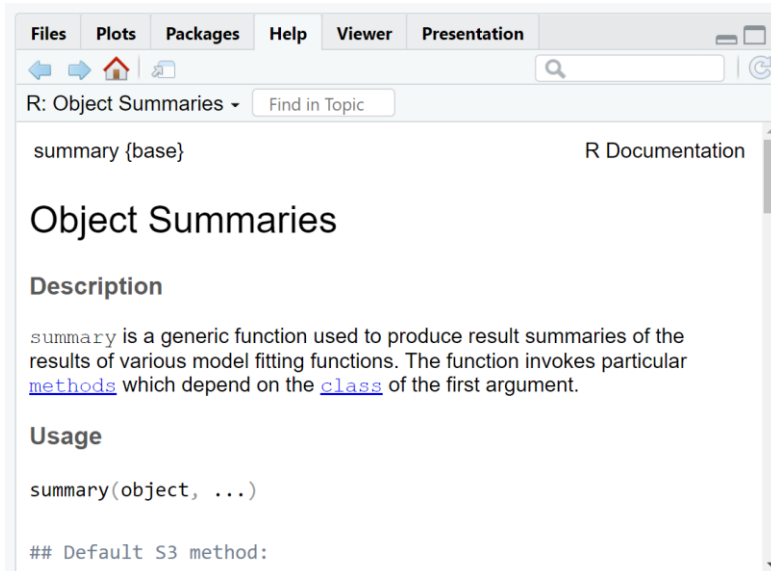 Files Plots Packages Help Viewer Presentation
R: Object Summaries Find in Topic
summary {base} R Documentation
Object Summaries
Description
summary is a generic function used to produce result summaries of the
results of various model fitting functions. The function invokes particular
methods which depend on the class of the first argument.
Usage
summary(object, ...)
## Default S3 method: